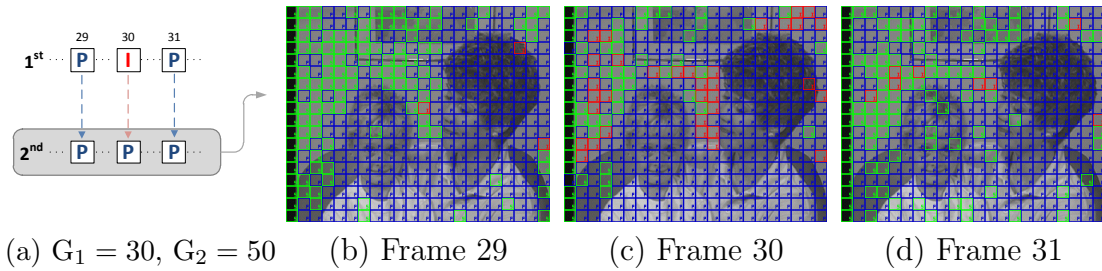 29 30 31
1st ··· P ··· I ··· P ···
2nd ··· P ··· P ··· P ···
(a) G1 = 30, G2 = 50
(b) Frame 29
(c) Frame 30
(d) Frame 31